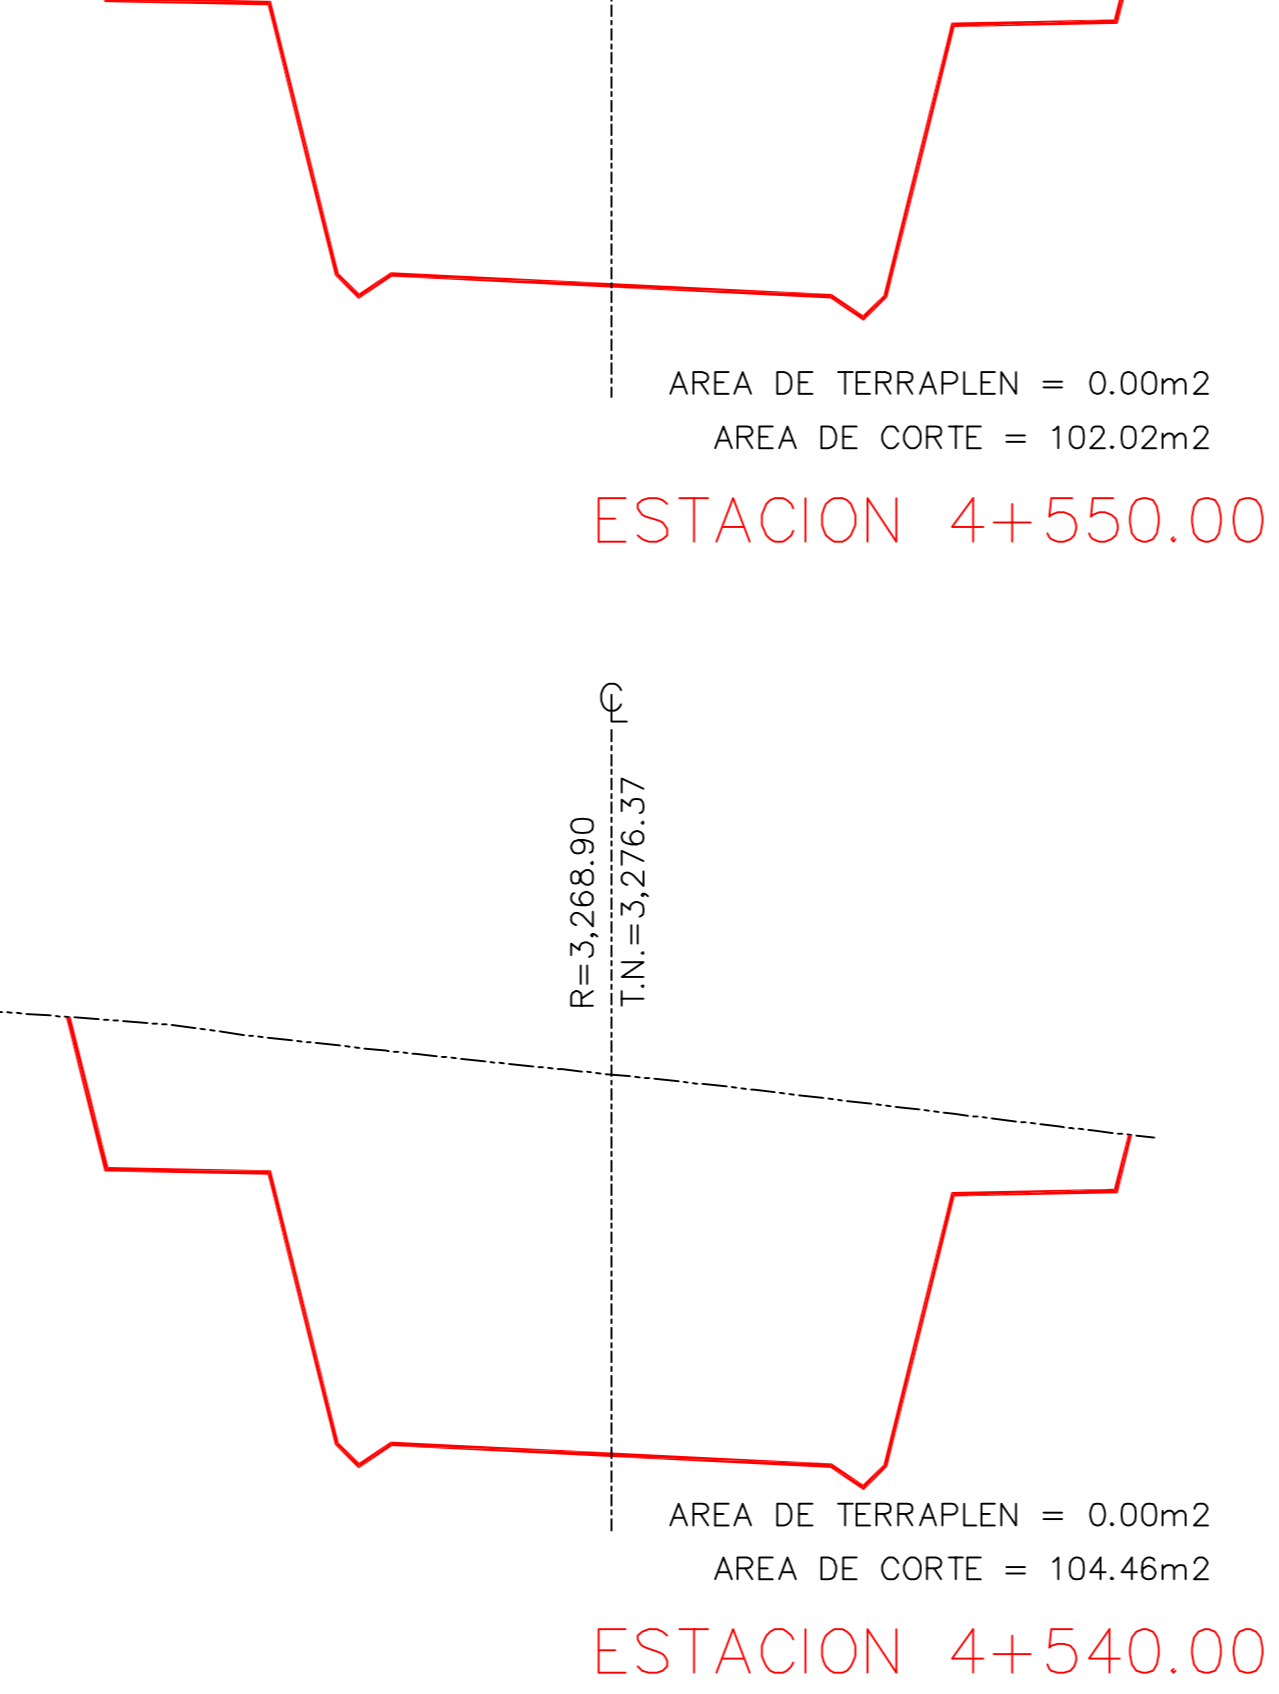 AREA DE TERRAPLEN = 0.00m2
AREA DE CORTE = 102.02m2
ESTACION 4+550.00
℄
R=3,268.90
T.N.=3,276.37
AREA DE TERRAPLEN = 0.00m2
AREA DE CORTE = 104.46m2
ESTACION 4+540.00